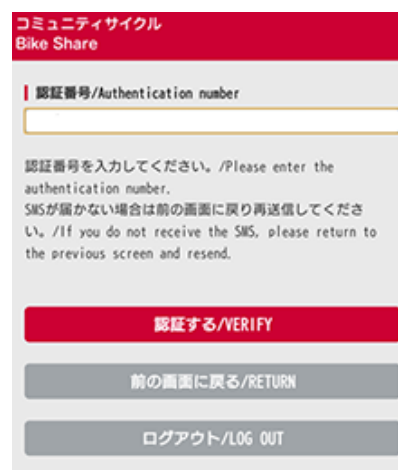 コミュニティサイクル
Bike Share
認証番号/Authentication number
認証番号を入力してください。/Please enter the
authentication number.
SMSが届かない場合は前の画面に戻り再送信してくださ
い。/If you do not receive the SMS, please return to
the previous screen and resend.
認証する/VERIFY
前の画面に戻る/RETURN
ログアウト/LOG OUT